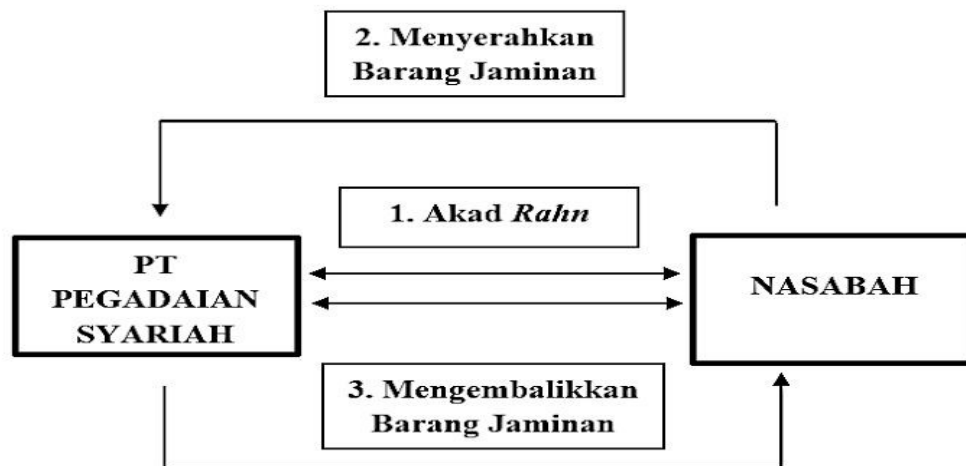 2. Menyerahkan
Barang Jaminan
1. Akad Rahn
PT
PEGADAIAN
SYARIAH
NASABAH
3. Mengembalikkan
Barang Jaminan